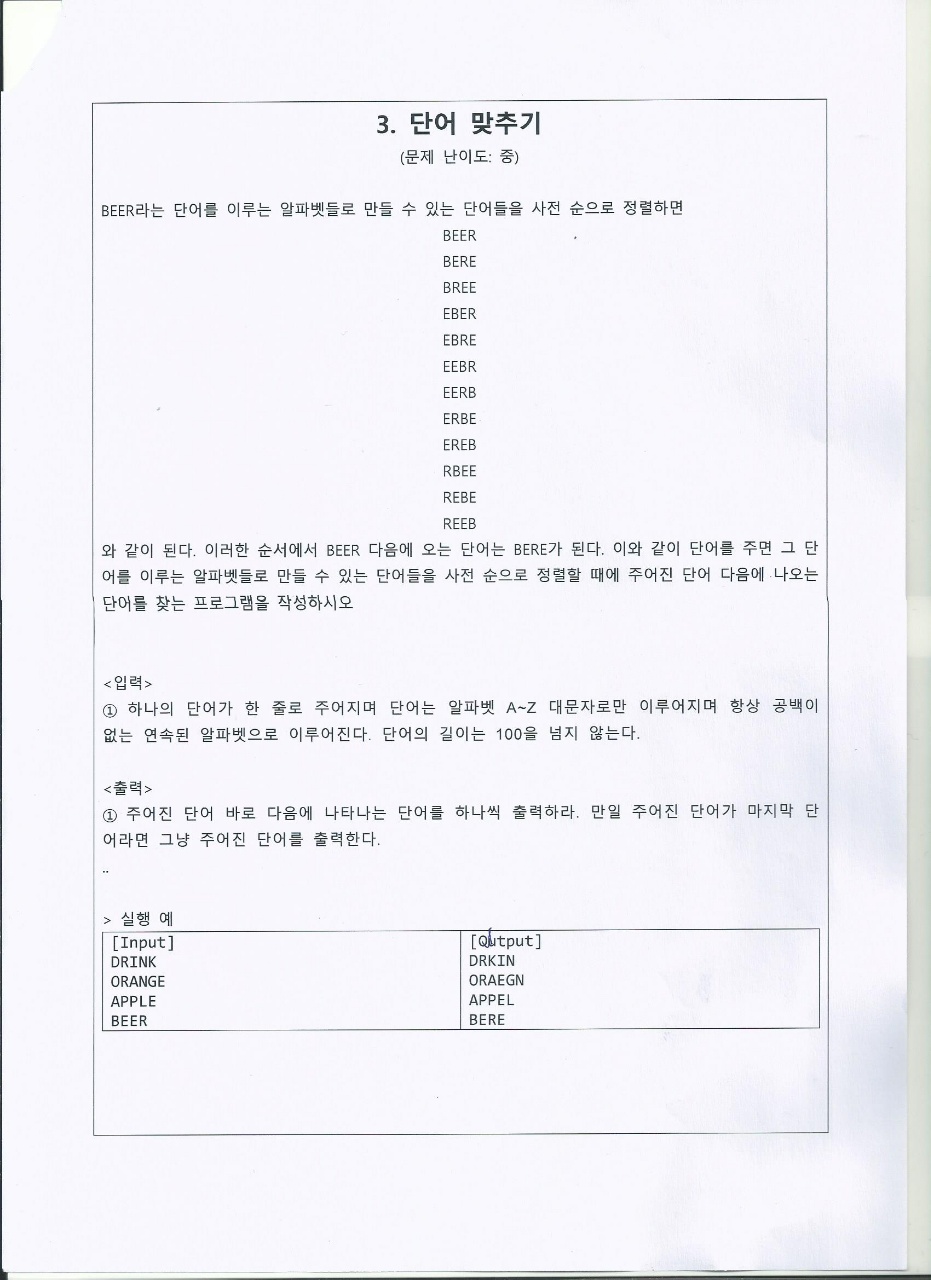 3. 단어 맞추기
(문제 난이도: 중)
BEER라는 단어를 이루는 알파벳들로 만들 수 있는 단어들을 사전 순으로 정렬하면
BEER
BERE
BREE
EBER
EBRE
EEBR
EERB
ERBE
EREB
RBEE
REBE
REEB
와 같이 된다. 이러한 순서에서 BEER 다음에 오는 단어는 BERE가 된다. 이와 같이 단어를 주면 그 단
어를 이루는 알파벳들로 만들 수 있는 단어들을 사전 순으로 정렬할 때에 주어진 단어 다음에 나오는
단어를 찾는 프로그램을 작성하시오
<입력>
① 하나의 단어가 한 줄로 주어지며 단어는 알파벳 A~Z 대문자로만 이루어지며 항상 공백이
없는 연속된 알파벳으로 이루어진다. 단어의 길이는 100을 넘지 않는다.
<출력>
① 주어진 단어 바로 다음에 나타나는 단어를 하나씩 출력하라. 만일 주어진 단어가 마지막 단
어라면 그냥 주어진 단어를 출력한다.
..
> 실행 예
[Input]
DRINK
ORANGE
APPLE
BEER
[Output]
DRKIN
ORAEGN
APPEL
BERE